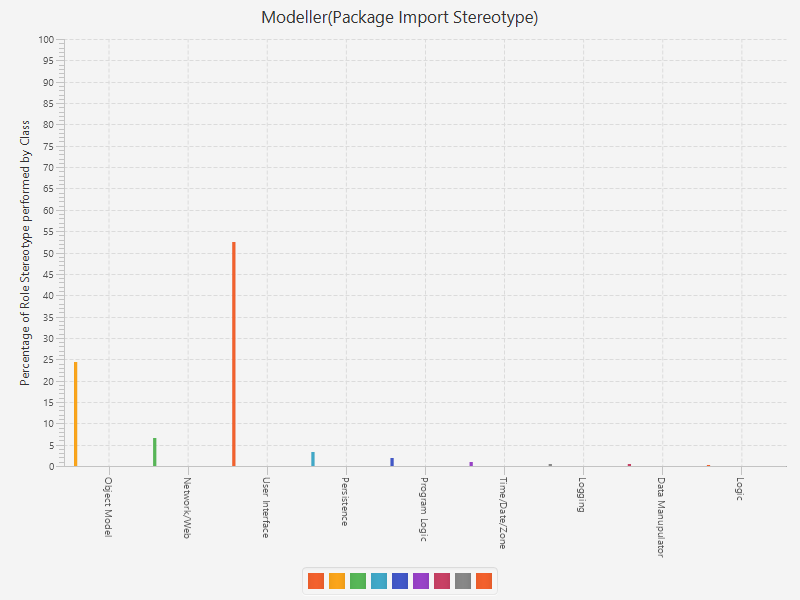 Modeller(Package Import Stereotype)
Percentage of Role Stereotype performed by Class
100
95
90
85
80
75
70
65
60
55
50
45
40
35
30
25
20
15
10
5
0
Object Model
Network/Web
User Interface
Persistence
Program Logic
Time/Date/Zone
Logging
Data Manupulator
Logic